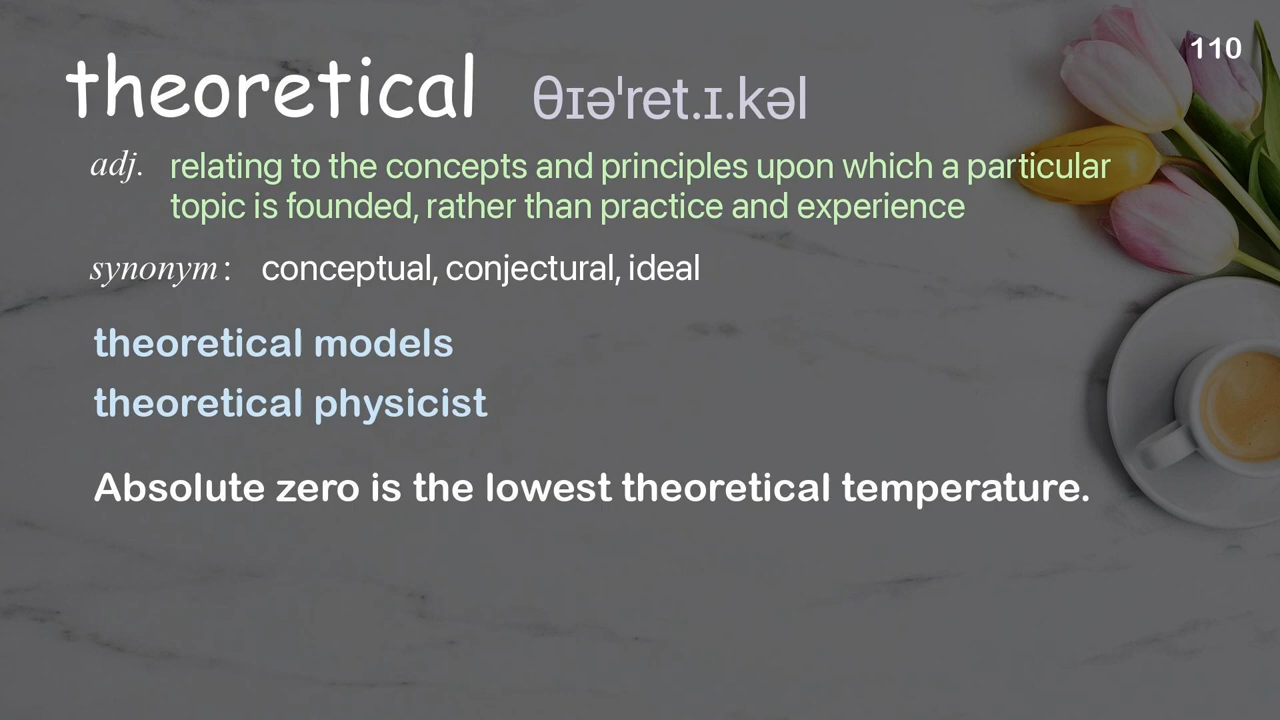 110
theoretical θɪəˈret.ɪ.kəl
adj. relating to the concepts and principles upon which a particular
topic is founded, rather than practice and experience
synonym: conceptual, conjectural, ideal
theoretical models
theoretical physicist
Absolute zero is the lowest theoretical temperature.